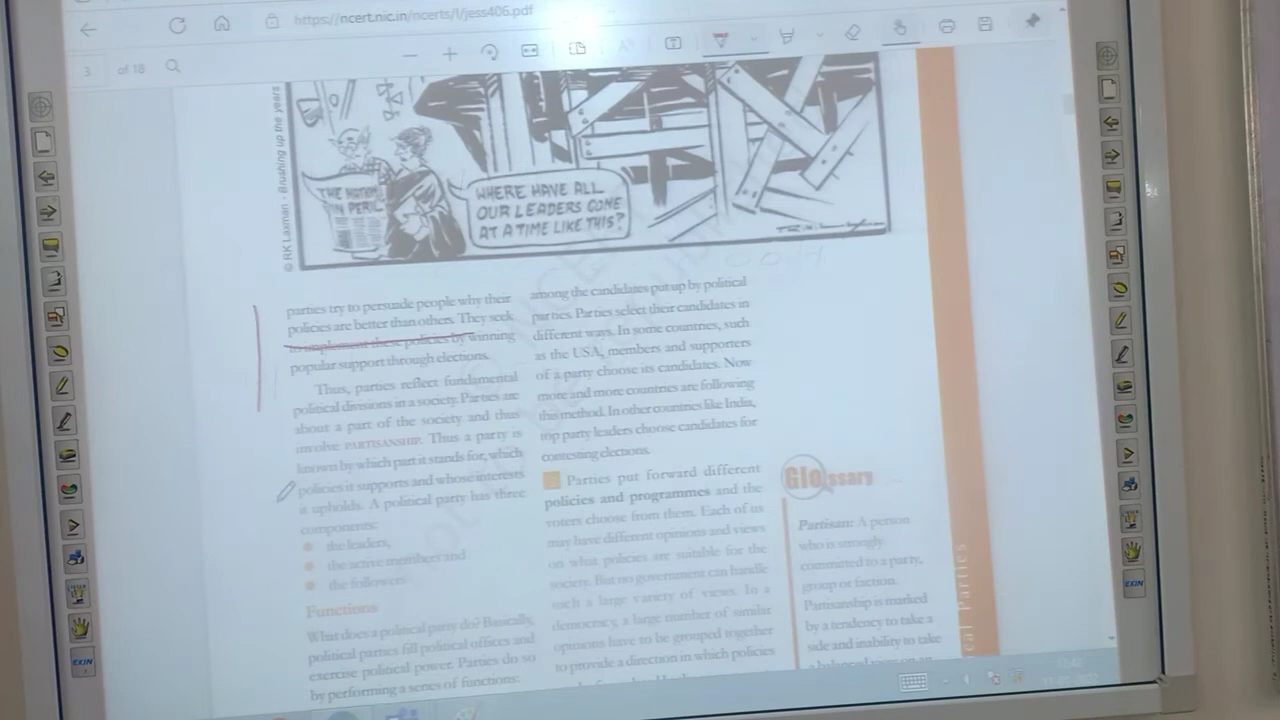 https://ncert.nic.in/ncerts/l/jess406.pdf
3 of 18
© RK Laxman - Brushing up the years
THE NATION
IN PERIL
WHERE HAVE ALL
OUR LEADERS GONE
AT A TIME LIKE THIS?
parties try to persuade people why their
policies are better than others. They seek
to implement these policies by winning
popular support through elections.
Thus, parties reflect fundamental
political divisions in a society. Parties are
about a part of the society and thus
involve PARTISANSHIP. Thus a party is
known by which part it stands for, which
policies it supports and whose interests
it upholds. A political party has three
components:
the leaders,
the active members and
the followers
Functions
What does a political party do? Basically,
political parties fill political offices and
exercise political power. Parties do so
by performing a series of functions:
among the candidates put up by political
parties. Parties select their candidates in
different ways. In some countries, such
as the USA, members and supporters
of a party choose its candidates. Now
more and more countries are following
this method. In other countries like India,
top party leaders choose candidates for
contesting elections.
Parties put forward different
policies and programmes and the
voters choose from them. Each of us
may have different opinions and views
on what policies are suitable for the
society. But no government can handle
such a large variety of views. In a
democracy, a large number of similar
opinions have to be grouped together
to provide a direction in which policies
Glossary
Partisan: A person
who is strongly
committed to a party,
group or faction.
Partisanship is marked
by a tendency to take a
side and inability to take
cal Parties
EXIN
EXIN